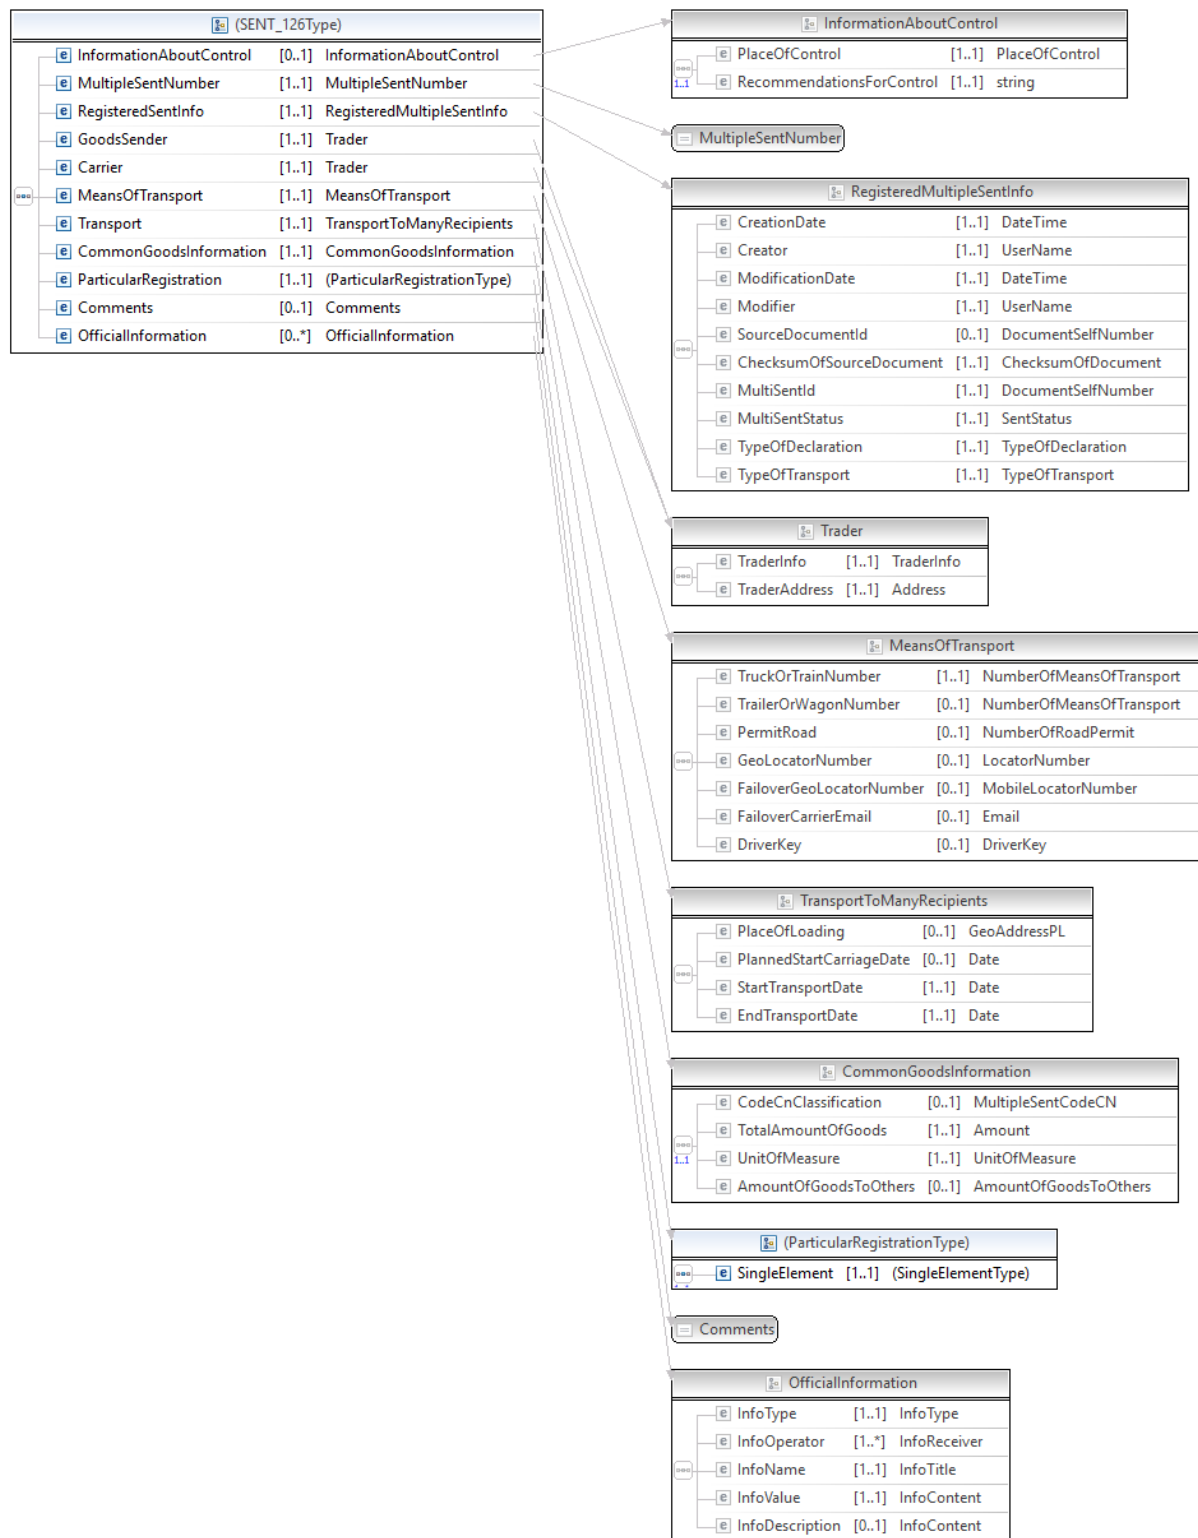 (SENT_126Type)
InformationAboutControl [0..1] InformationAboutControl
MultipleSentNumber [1..1] MultipleSentNumber
RegisteredSentInfo [1..1] RegisteredMultipleSentInfo
GoodsSender [1..1] Trader
Carrier [1..1] Trader
MeansOfTransport [1..1] MeansOfTransport
Transport [1..1] TransportToManyRecipients
CommonGoodsInformation [1..1] CommonGoodsInformation
ParticularRegistration [1..1] (ParticularRegistrationType)
Comments [0..1] Comments
OfficialInformation [0..*] OfficialInformation
InformationAboutControl
PlaceOfControl [1..1] PlaceOfControl
1..1
RecommendationsForControl [1..1] string
MultipleSentNumber
RegisteredMultipleSentInfo
CreationDate [1..1] DateTime
Creator [1..1] UserName
ModificationDate [1..1] DateTime
Modifier [1..1] UserName
SourceDocumentId [0..1] DocumentSelfNumber
ChecksumOfSourceDocument [1..1] ChecksumOfDocument
MultiSentId [1..1] DocumentSelfNumber
MultiSentStatus [1..1] SentStatus
TypeOfDeclaration [1..1] TypeOfDeclaration
TypeOfTransport [1..1] TypeOfTransport
Trader
TraderInfo [1..1] TraderInfo
TraderAddress [1..1] Address
MeansOfTransport
TruckOrTrainNumber [1..1] NumberOfMeansOfTransport
TrailerOrWagonNumber [0..1] NumberOfMeansOfTransport
PermitRoad [0..1] NumberOfRoadPermit
GeoLocatorNumber [0..1] LocatorNumber
FailoverGeoLocatorNumber [0..1] MobileLocatorNumber
FailoverCarrierEmail [0..1] Email
DriverKey [0..1] DriverKey
TransportToManyRecipients
PlaceOfLoading [0..1] GeoAddressPL
PlannedStartCarriageDate [0..1] Date
StartTransportDate [1..1] Date
EndTransportDate [1..1] Date
CommonGoodsInformation
CodeCnClassification [0..1] MultipleSentCodeCN
TotalAmountOfGoods [1..1] Amount
1..1
UnitOfMeasure [1..1] UnitOfMeasure
AmountOfGoodsToOthers [0..1] AmountOfGoodsToOthers
(ParticularRegistrationType)
SingleElement [1..1] (SingleElementType)
Comments
OfficialInformation
InfoType [1..1] InfoType
InfoOperator [1..*] InfoReceiver
InfoName [1..1] InfoTitle
InfoValue [1..1] InfoContent
InfoDescription [0..1] InfoContent